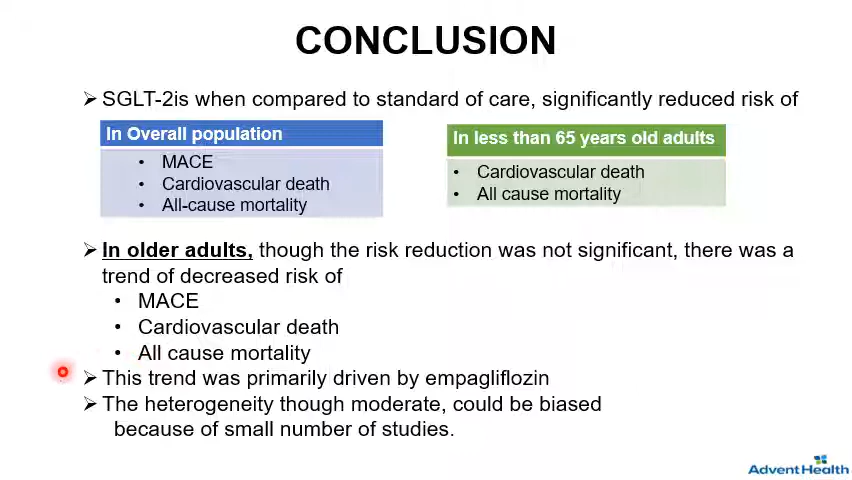 CONCLUSION
SGLT-2is when compared to standard of care, significantly reduced risk of
In Overall population
• MACE
• Cardiovascular death
• All-cause mortality
In less than 65 years old adults
• Cardiovascular death
• All cause mortality
In older adults, though the risk reduction was not significant, there was a
trend of decreased risk of
• MACE
• Cardiovascular death
• All cause mortality
This trend was primarily driven by empagliflozin
The heterogeneity though moderate, could be biased
because of small number of studies.
AdventHealth